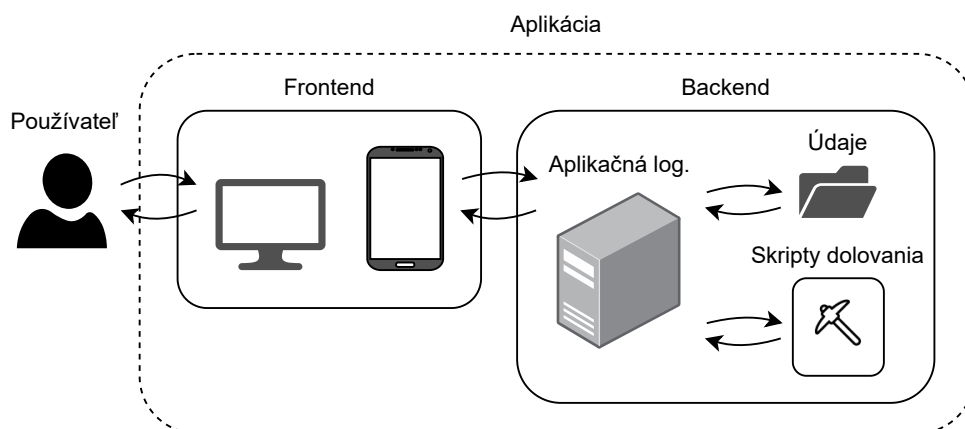 Aplikácia
Frontend
Backend
Používateľ
Aplikačná log.
Údaje
Skripty dolovania